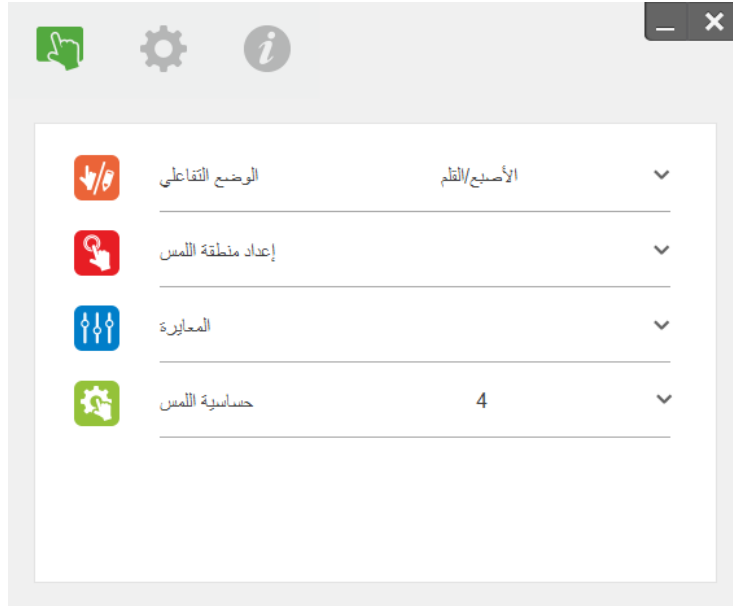 الوضع التفاعلي الأصبع/القلم
إعداد منطقة اللمس
المعايرة
حساسية اللمس 4